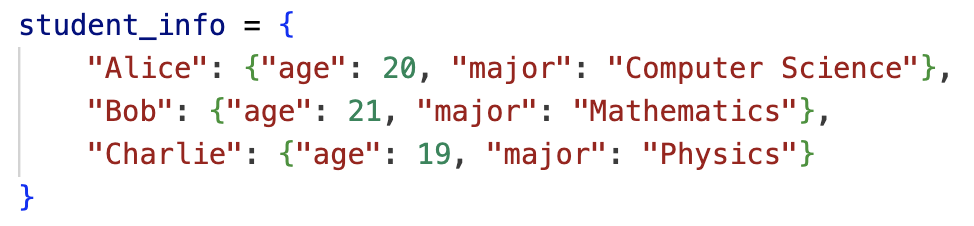 student_info = {
    "Alice": {"age": 20, "major": "Computer Science"},
    "Bob": {"age": 21, "major": "Mathematics"},
    "Charlie": {"age": 19, "major": "Physics"}
}